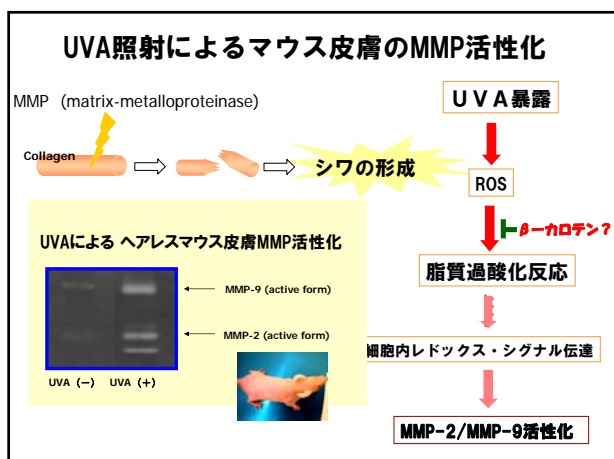 UVA照射によるマウス皮膚のMMP活性化
MMP (matrix-metalloproteinase)
Collagen
シワの形成
UVAによる ヘアレスマウス皮膚MMP活性化
MMP-9 (active form)
MMP-2 (active form)
UVA (−) UVA (+)
UVA暴露
ROS
β−カロテン?
脂質過酸化反応
細胞内レドックス・シグナル伝達
MMP-2/MMP-9活性化